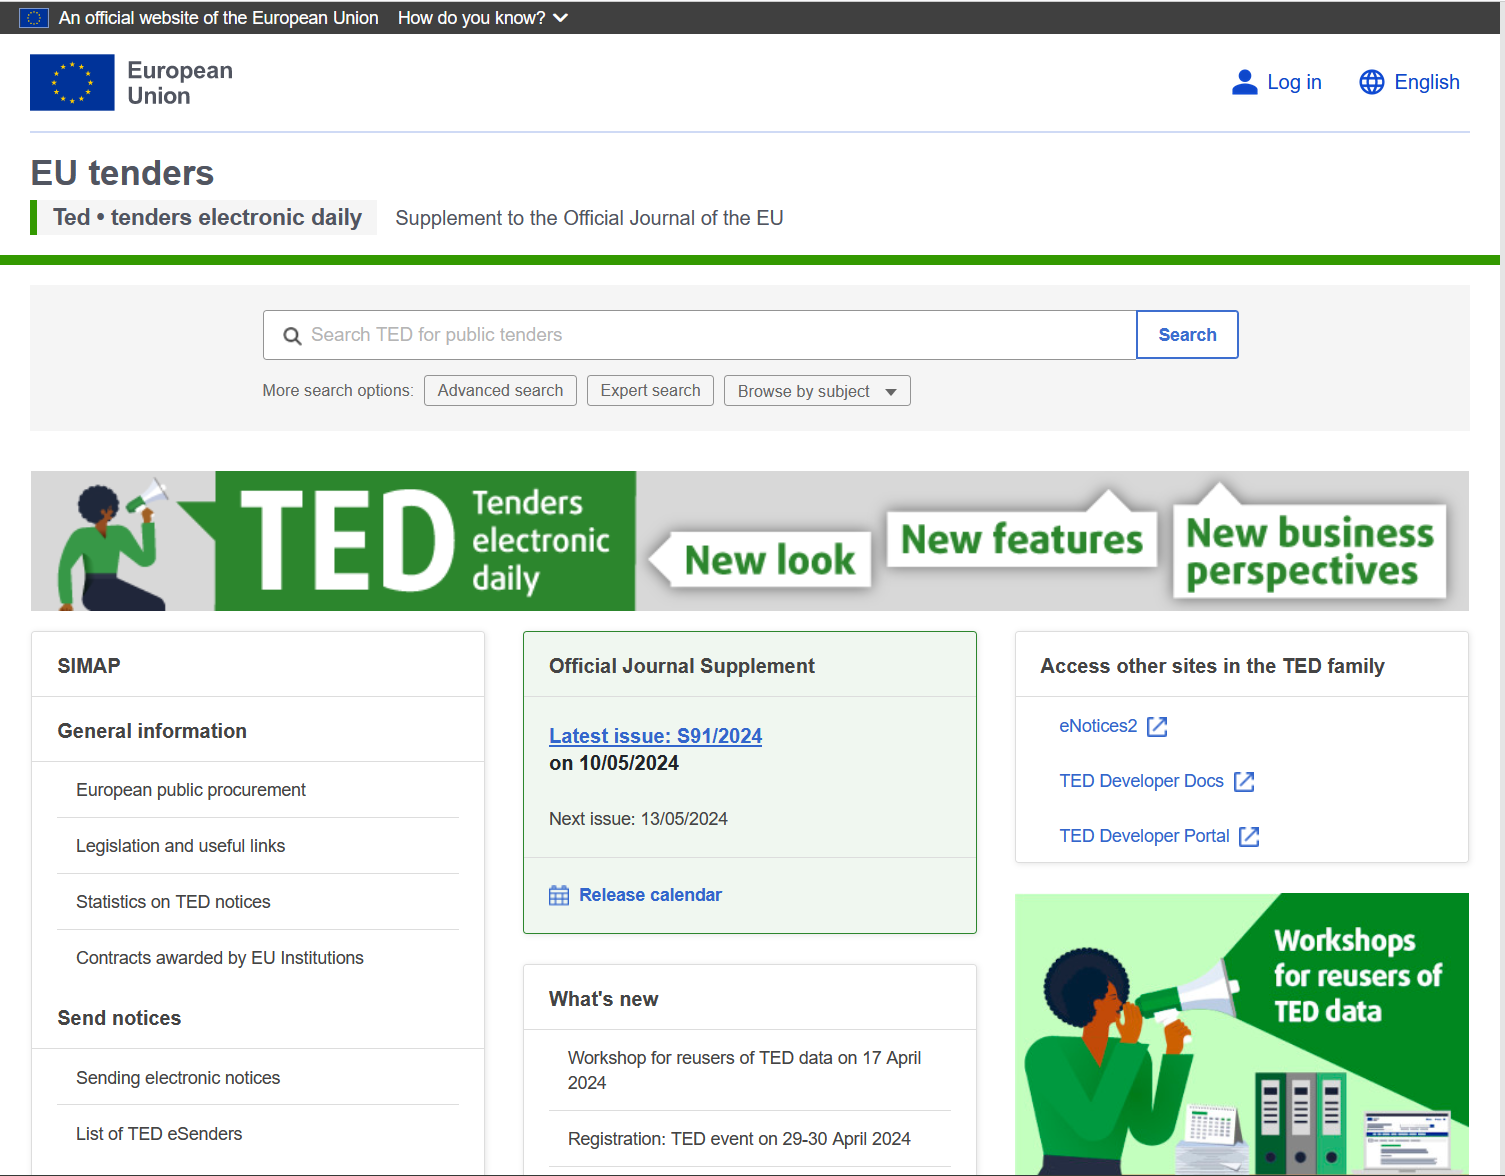 An official website of the European Union How do you know?
European
Union
Log in
English
EU tenders
Ted • tenders electronic daily
Supplement to the Official Journal of the EU
Search TED for public tenders
Search
More search options:
Advanced search
Expert search
Browse by subject
TED
Tenders
electronic
daily
New look
New features
New business
perspectives
SIMAP
General information
European public procurement
Legislation and useful links
Statistics on TED notices
Contracts awarded by EU Institutions
Send notices
Sending electronic notices
List of TED eSenders
Official Journal Supplement
Latest issue: S91/2024
on 10/05/2024
Next issue: 13/05/2024
Release calendar
What's new
Workshop for reusers of TED data on 17 April
2024
Registration: TED event on 29-30 April 2024
Access other sites in the TED family
eNotices2
TED Developer Docs
TED Developer Portal
Workshops
for reusers of
TED data